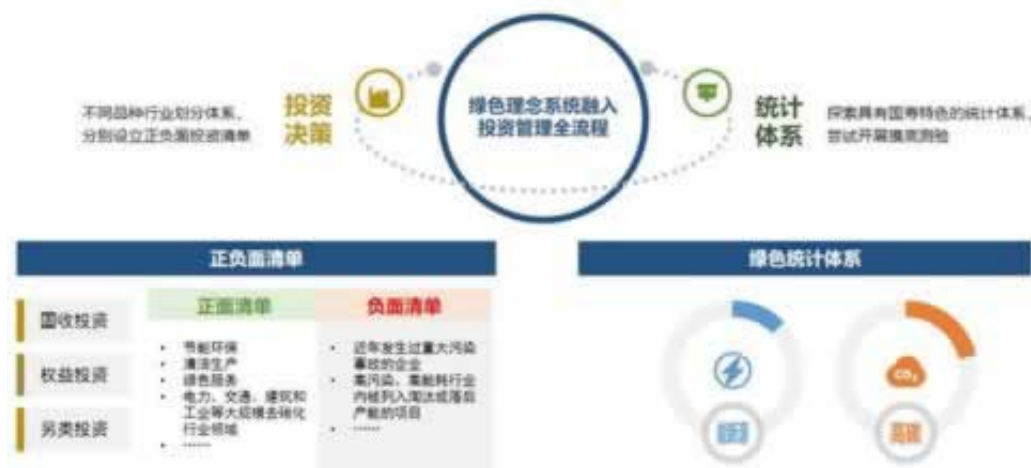 绿色理念系统融入
投资管理全流程
投资
决策
不同品种行业划分体系，
分别设立正负面投资清单
统计
体系
探索具有国寿特色的统计体系，
尝试开展摸底测验
正负面清单
正面清单
负面清单
固收投资
权益投资
另类投资
• 节能环保
• 清洁生产
• 绿色服务
• 电力、交通、建筑和
工业等大规模去碳化
行业领域
• ……
• 近年发生过重大污染
事故的企业
• 高污染、高能耗行业
内被列入淘汰或落后
产能的项目
• ……
绿色统计体系
CO₂
高碳